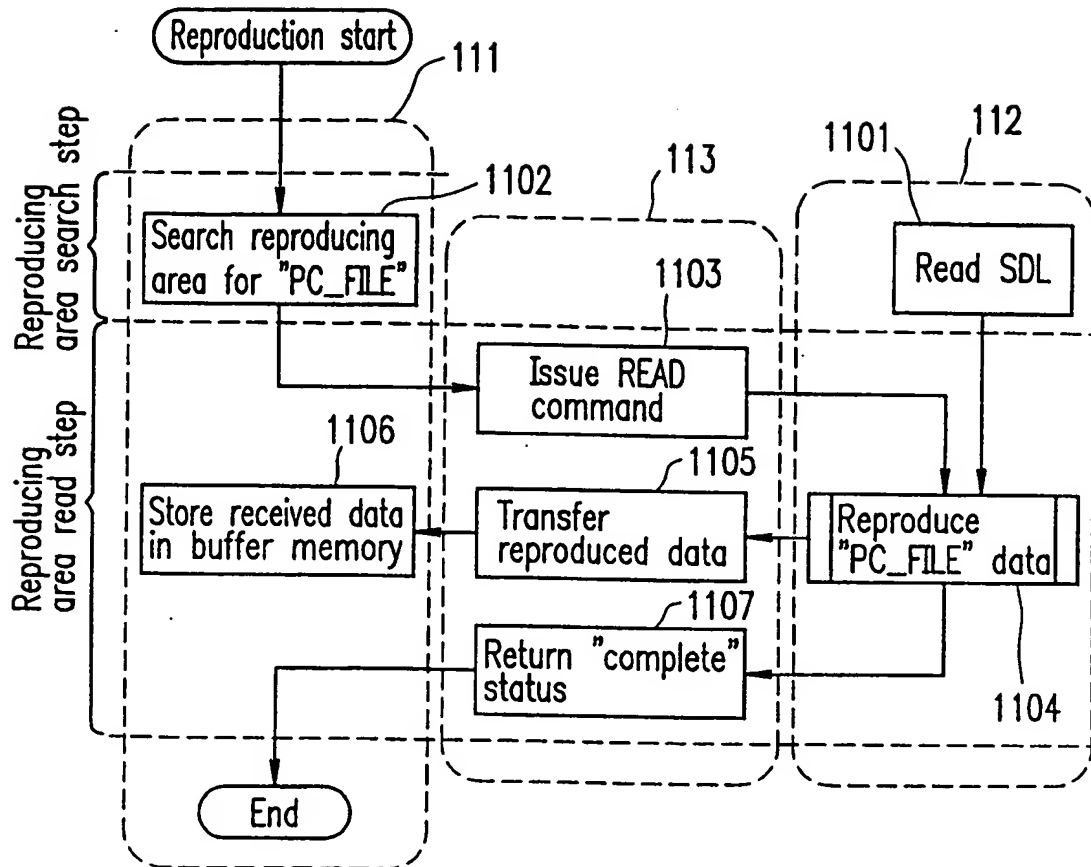 Reproduction start
111
112
1101
1102
113
Reproducing
area search step
Search reproducing
area for "PC_FILE"
Read SDL
1103
Issue READ
command
Reproducing
area read step
1106
1105
Store received data
in buffer memory
Transfer
reproduced data
Reproduce
"PC_FILE" data
1107
Return "complete"
status
1104
End